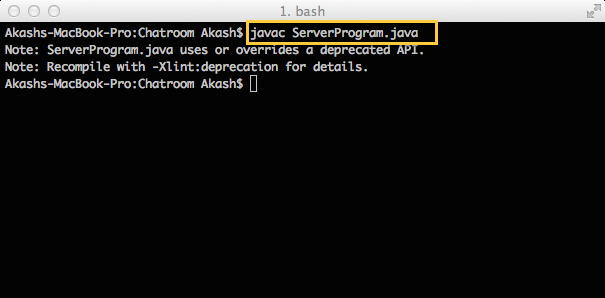 1. bash
Akashs-MacBook-Pro:Chatroom Akash$ javac ServerProgram.java
Note: ServerProgram.java uses or overrides a deprecated API.
Note: Recompile with -Xlint:deprecation for details.
Akashs-MacBook-Pro:Chatroom Akash$